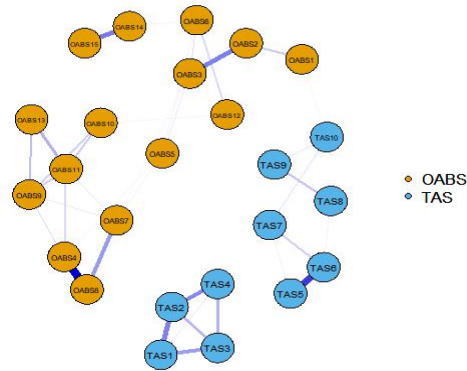 OABS6
OABS14
OABS15
OABS2
OABS1
OABS3
OABS12
OABS13
OABS10
TAS10
OABS5
TAS9
OABS11
OABS
OABS9
TAS8
TAS
OABS7
TAS7
OABS4
TAS6
TAS4
OABS8
TAS5
TAS2
TAS3
TAS1